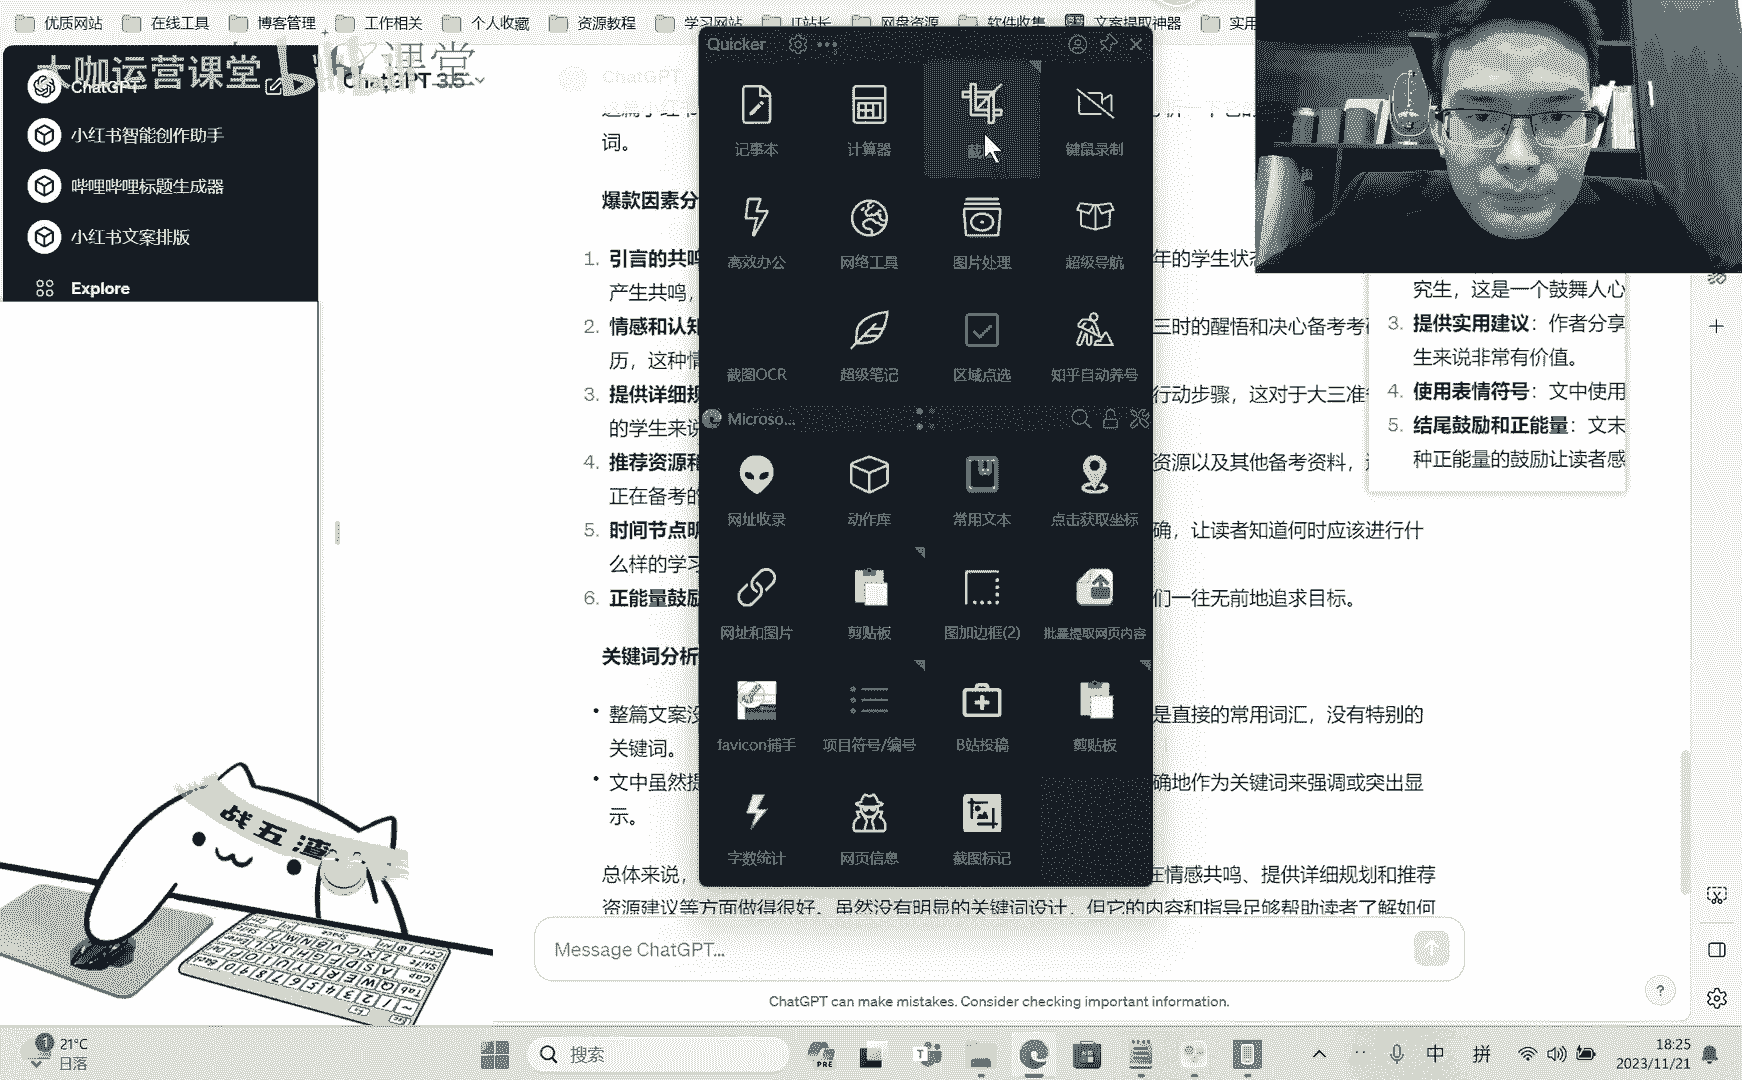 优质网站
在线工具
博客管理
工作相关
个人收藏
资源教程
学习网站
IT站长
网盘资源
软件收集
文案提取神器
大咖运营课堂
ChatGPT
ChatGPT 3.5
小红书智能创作助手
哔哩哔哩标题生成器
小红书文案排版
Explore
ChatGPT
这篇小红书
词。
爆款因素分
1. 引言的共鸣
年的学生状态
产生共鸣，
2. 情感和认知
三时的醒悟和决心备考考
历，这种情
3. 提供详细规
行动步骤，这对于大三准
的学生来说
4. 推荐资源和
资源以及其他备考资料，
正在备考的
5. 时间节点明
确，让读者知道何时应该进行什
么样的学习
6. 正能量鼓励
们一往无前地追求目标。
关键词分析
整篇文案没
是直接的常用词汇，没有特别的
关键词。
文中虽然提
确地作为关键词来强调或突出显
示。
总体来说，
在情感共鸣、提供详细规划和推荐
资源建议等方面做得很好。虽然没有明显的关键词设计，但它的内容和指导足够帮助读者了解如何
Quicker
记事本
计算器
键鼠录制
高效办公
网络工具
图片处理
超级导航
截图OCR
超级笔记
区域点选
知乎自动养号
Microso...
网址收录
动作库
常用文本
点击获取坐标
网址和图片
剪贴板
图加边框(2)
批量提取网页内容
favicon捕手
项目符号/编号
B站投稿
剪贴板
字数统计
网页信息
截图标记
究生，这是一个鼓舞人心
3. 提供实用建议：作者分享
生来说非常有价值。
4. 使用表情符号：文中使用
5. 结尾鼓励和正能量：文末
种正能量的鼓励让读者感
战五渣
Message ChatGPT...
ChatGPT can make mistakes. Consider checking important information.
?
1
21°C
日落
搜索
PRE
中
拼
18:25
2023/11/21